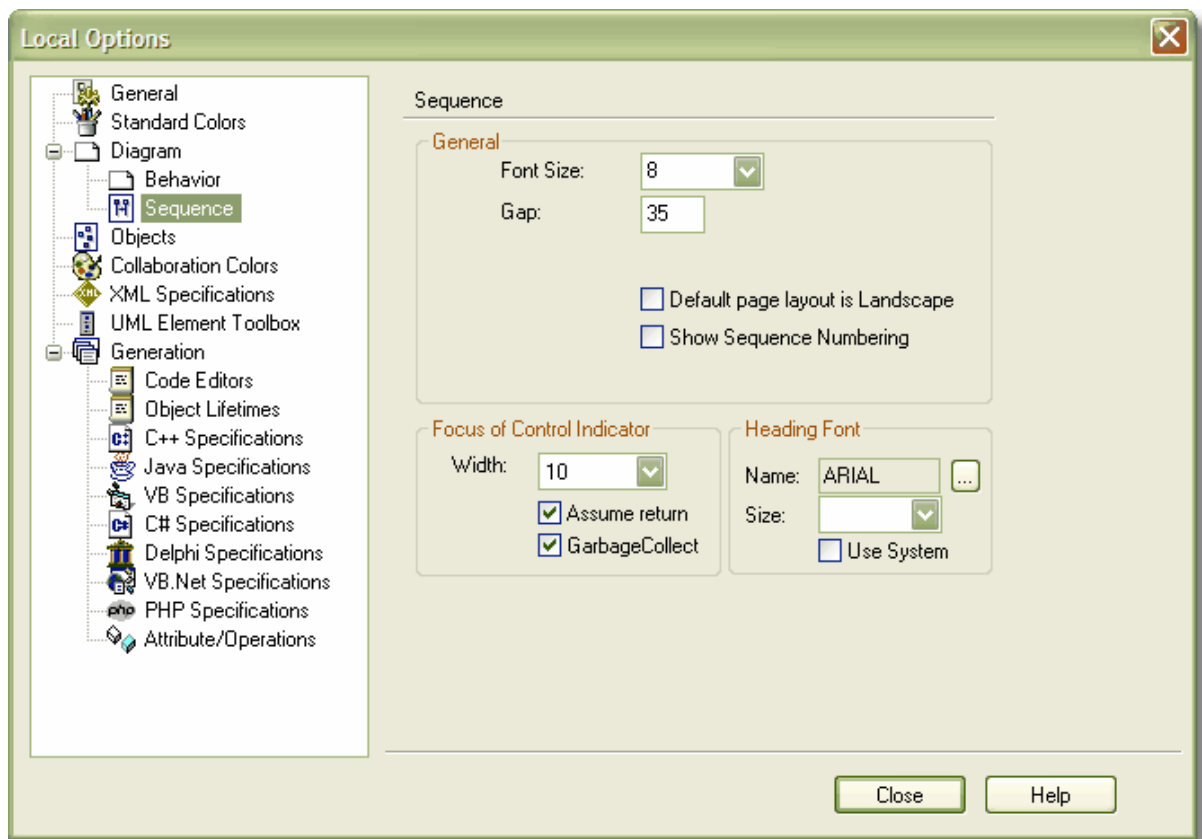 Local Options
General
Standard Colors
Diagram
Behavior
Sequence
Objects
Collaboration Colors
XML Specifications
UML Element Toolbox
Generation
Code Editors
Object Lifetimes
C++ Specifications
Java Specifications
VB Specifications
C# Specifications
Delphi Specifications
VB.Net Specifications
php PHP Specifications
Attribute/Operations
Sequence
General
Font Size: 8
Gap: 35
Default page layout is Landscape
Show Sequence Numbering
Focus of Control Indicator
Width: 10
Assume return
GarbageCollect
Heading Font
Name: ARIAL ...
Size:
Use System
Close Help